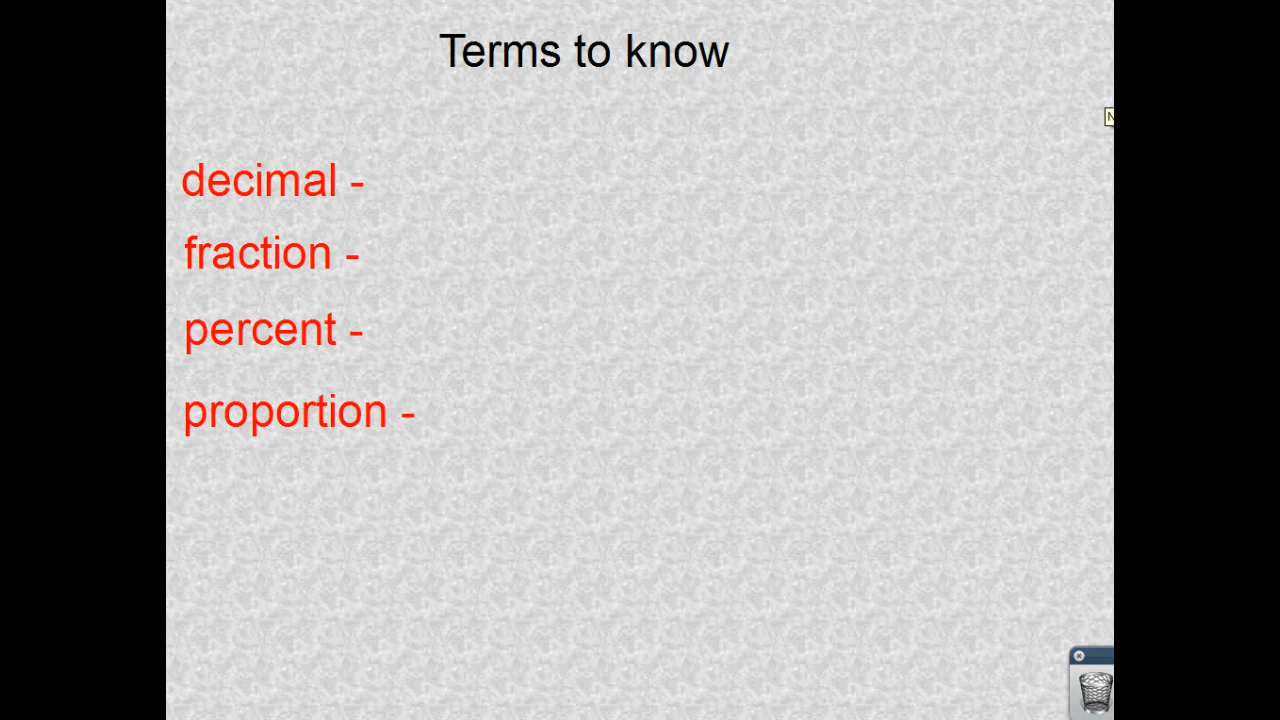 Terms to know
N
decimal -
fraction -
percent -
proportion -